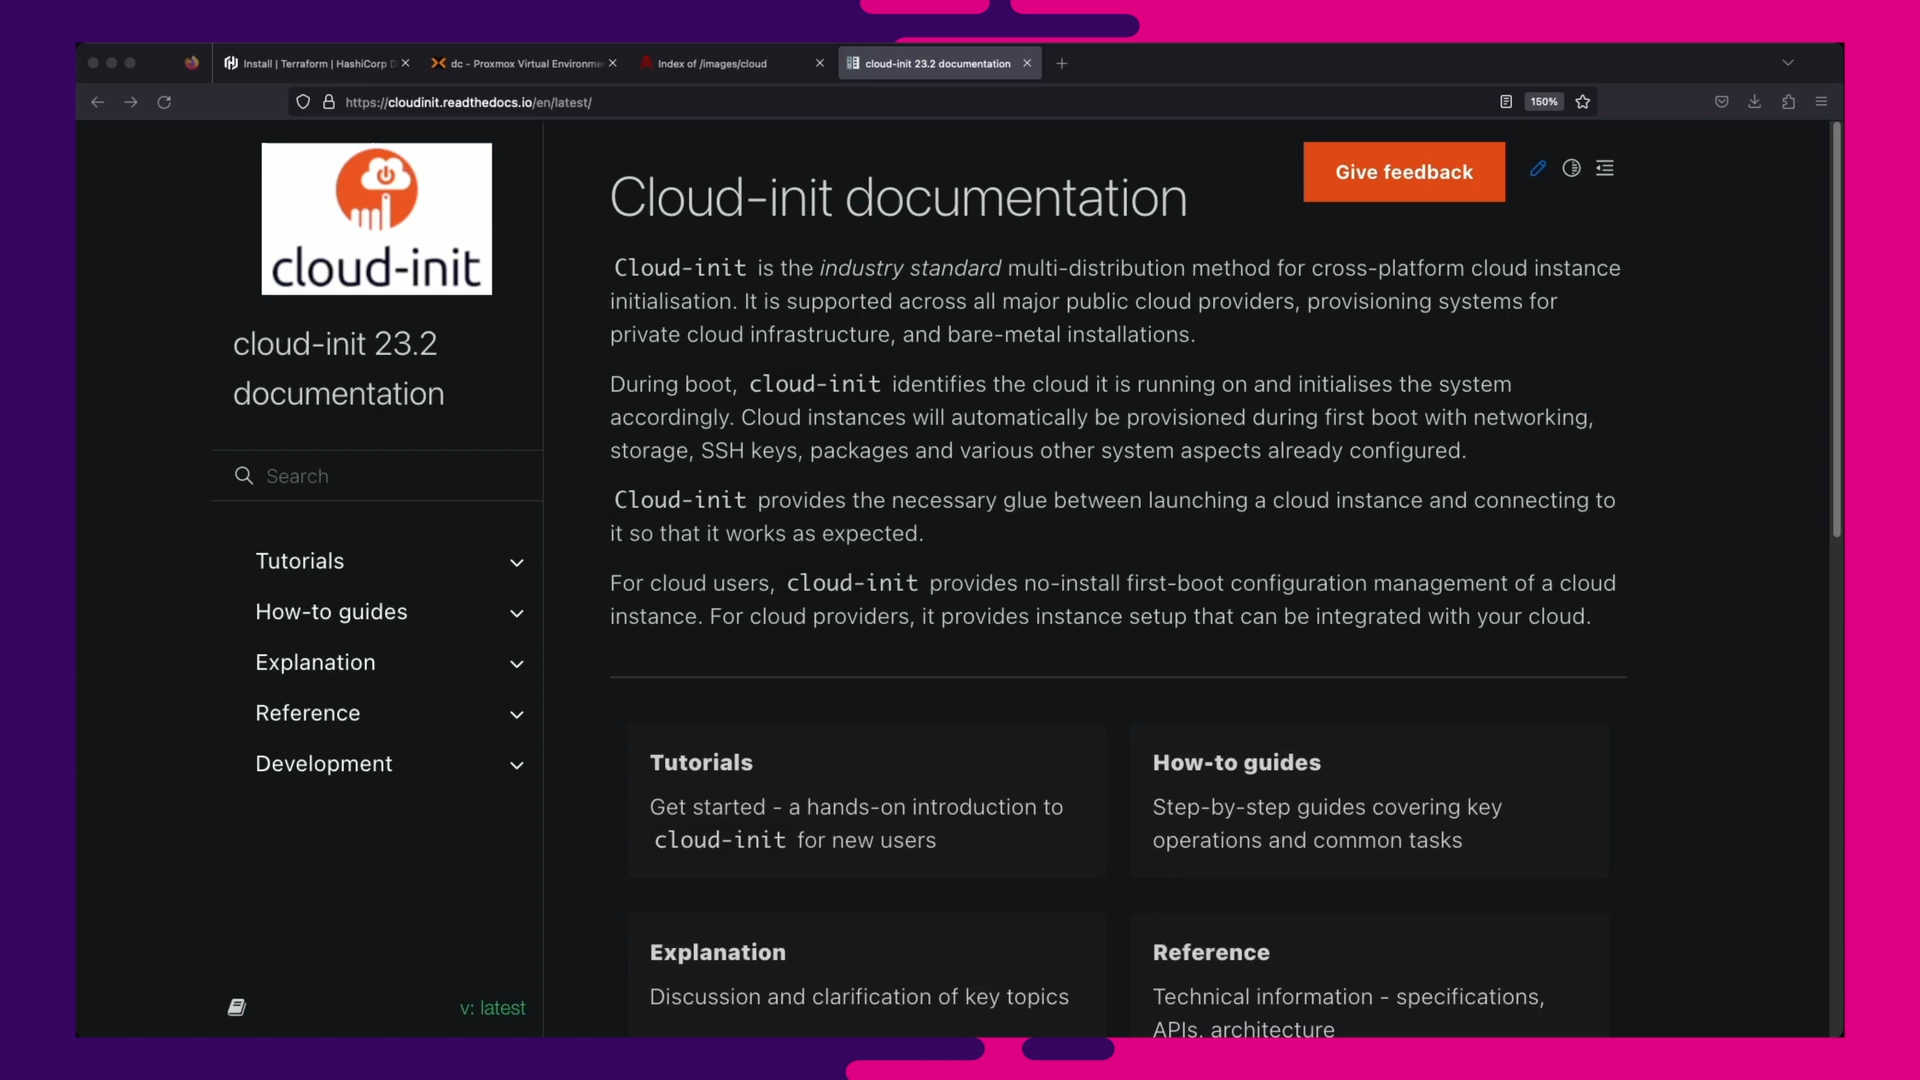 Install | Terraform | HashiCorp D
dc - Proxmox Virtual Environme
Index of /images/cloud
cloud-init 23.2 documentation
https://cloudinit.readthedocs.io/en/latest/
150%
cloud-init
cloud-init 23.2
documentation
Search
Tutorials
How-to guides
Explanation
Reference
Development
v: latest
Give feedback
Cloud-init documentation
Cloud-init is the industry standard multi-distribution method for cross-platform cloud instance
initialisation. It is supported across all major public cloud providers, provisioning systems for
private cloud infrastructure, and bare-metal installations.
During boot, cloud-init identifies the cloud it is running on and initialises the system
accordingly. Cloud instances will automatically be provisioned during first boot with networking,
storage, SSH keys, packages and various other system aspects already configured.
Cloud-init provides the necessary glue between launching a cloud instance and connecting to
it so that it works as expected.
For cloud users, cloud-init provides no-install first-boot configuration management of a cloud
instance. For cloud providers, it provides instance setup that can be integrated with your cloud.
Tutorials
Get started - a hands-on introduction to
cloud-init for new users
How-to guides
Step-by-step guides covering key
operations and common tasks
Explanation
Discussion and clarification of key topics
Reference
Technical information - specifications,
APIs, architecture